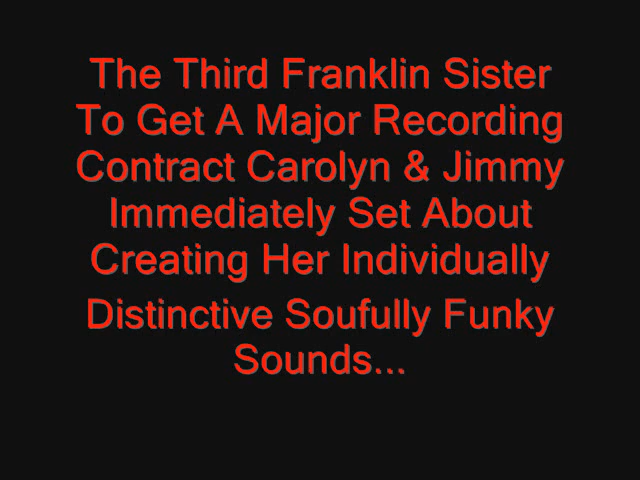 The Third Franklin Sister
To Get A Major Recording
Contract Carolyn & Jimmy
Immediately Set About
Creating Her Individually
Distinctive Soufully Funky
Sounds...